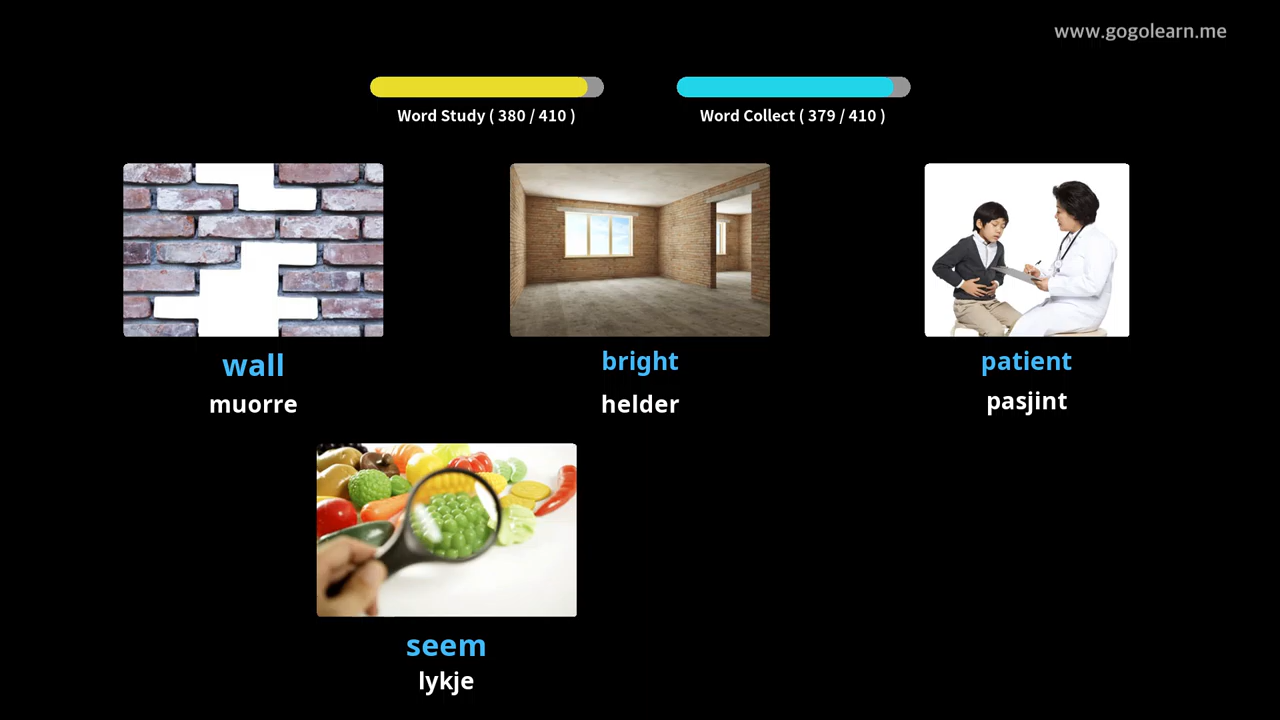 www.gogolearn.me
Word Study ( 380 / 410 )
Word Collect ( 379 / 410 )
wall
muorre
bright
helder
patient
pasjint
seem
lykje